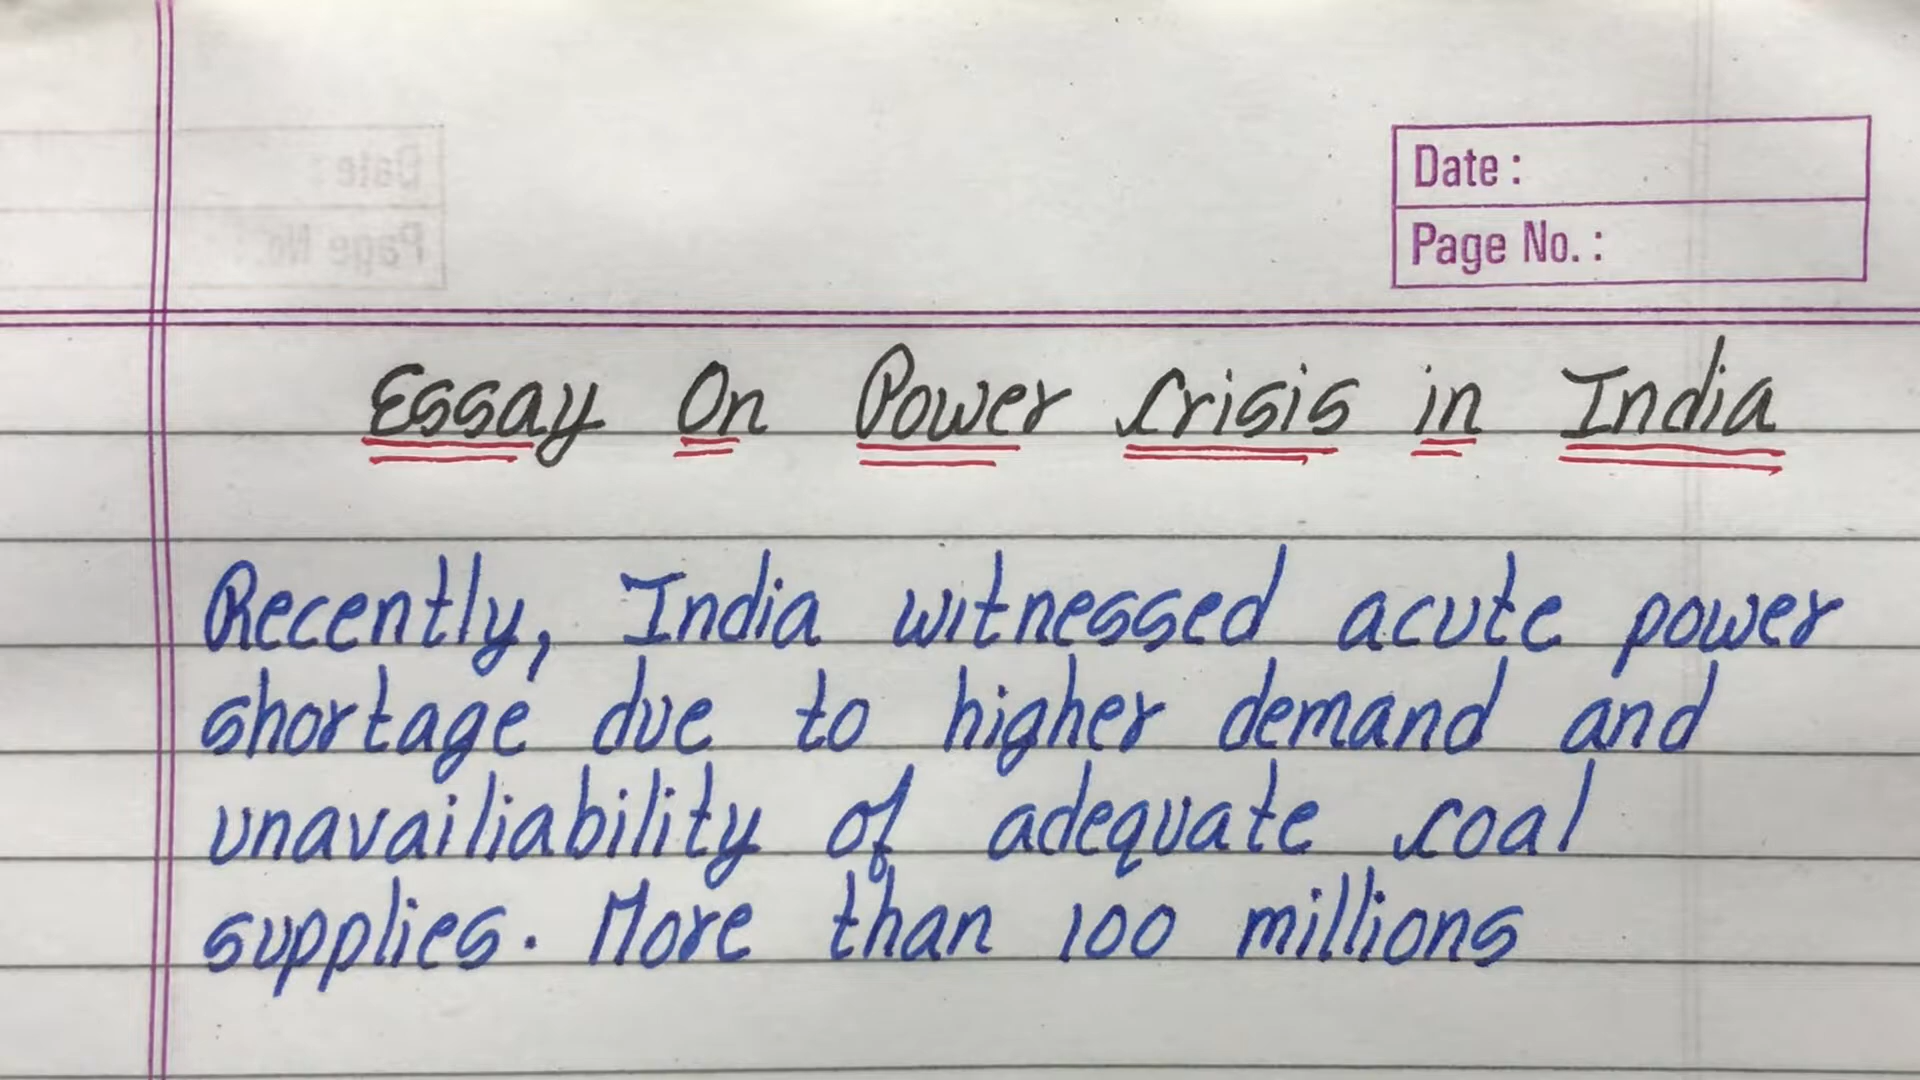 Date :
Page No. :
Essay On Power Crisis in India
Recently, India witnessed acute power
shortage due to higher demand and
unavailiability of adequate coal
supplies. More than 100 millions